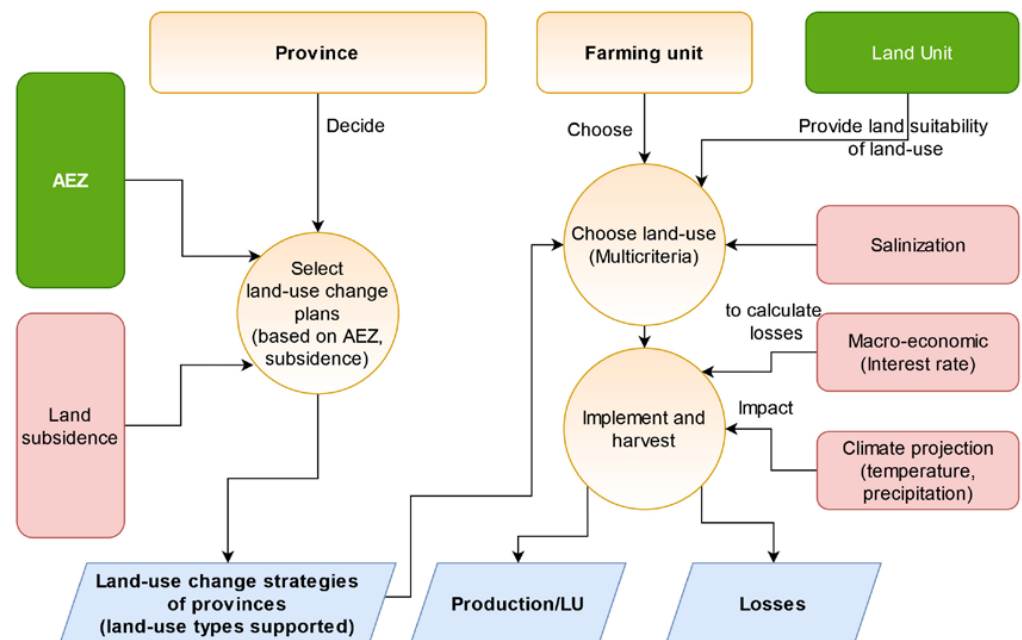 Province
Farming unit
Land Unit
Decide
Choose
Provide land suitability
of land-use
AEZ
Select
land-use change
plans
(based on AEZ,
subsidence)
Choose land-use
(Multicriteria)
Salinization
to calculate
losses
Macro-economic
(Interest rate)
Land
subsidence
Implement and
harvest
Impact
Climate projection
(temperature,
precipitation)
Land-use change strategies
of provinces
(land-use types supported)
Production/LU
Losses